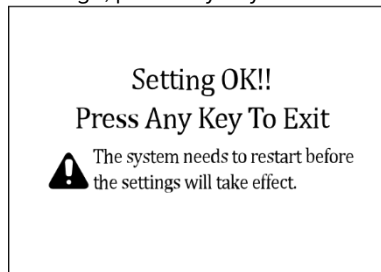 Setting OK!!
Press Any Key To Exit
The system needs to restart before
the settings will take effect.